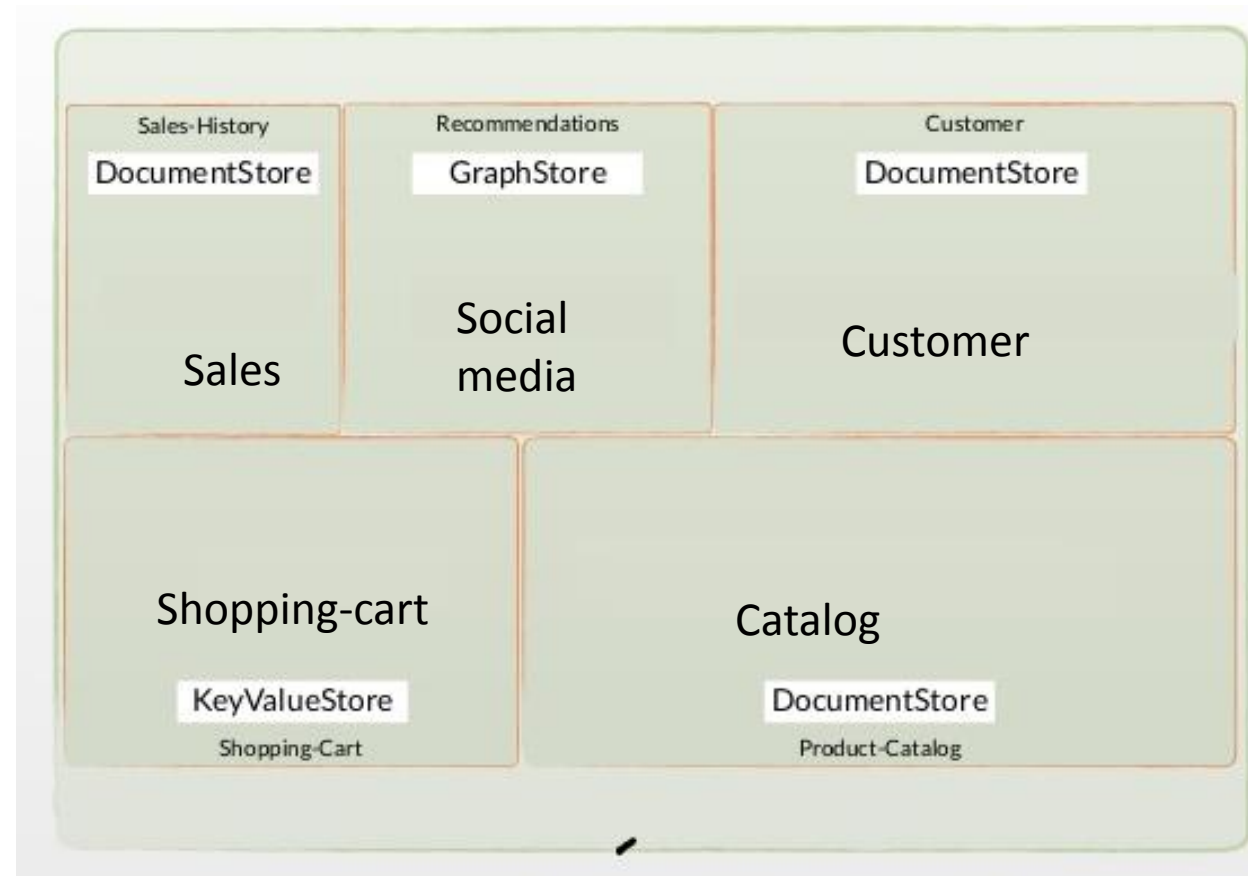 Sales-History
DocumentStore
Sales
Recommendations
GraphStore
Social
media
Customer
DocumentStore
Customer
Shopping-cart
KeyValueStore
Shopping-Cart
Catalog
DocumentStore
Product-Catalog